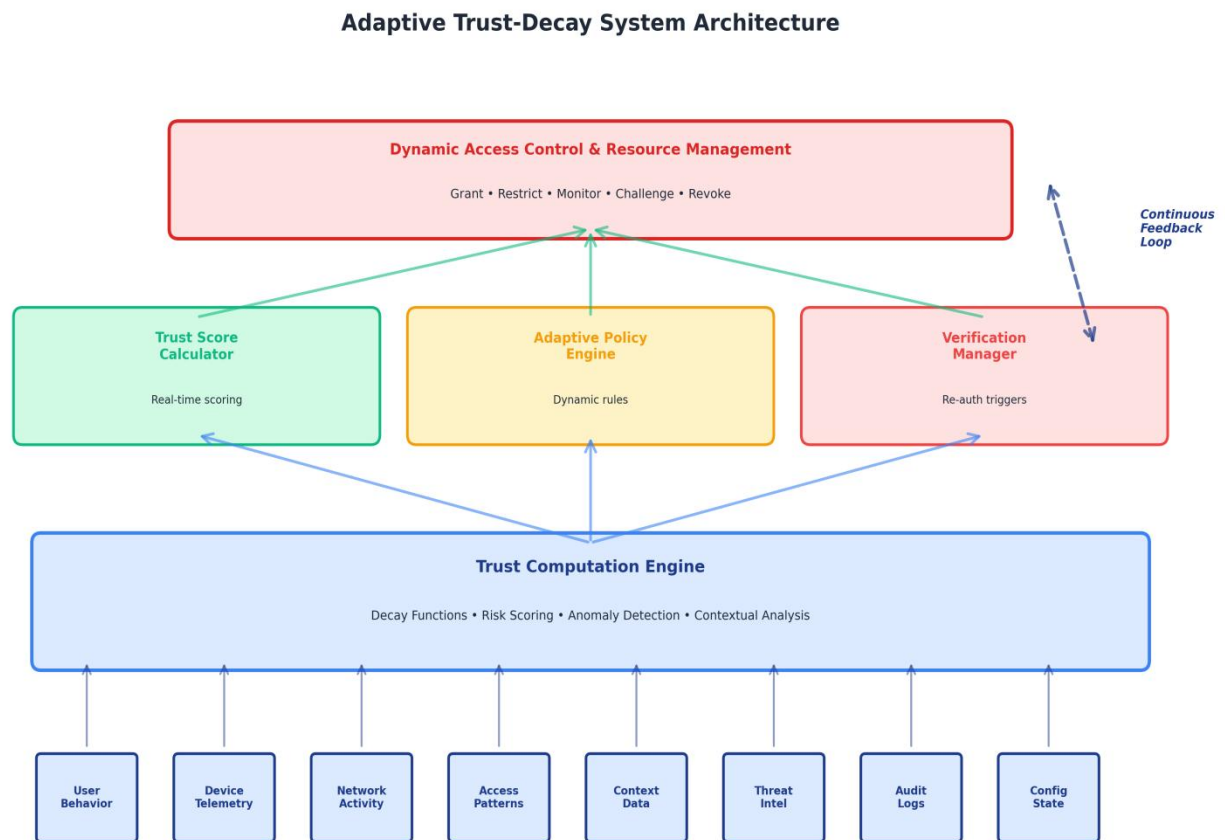 Adaptive Trust-Decay System Architecture
Dynamic Access Control & Resource Management
Grant • Restrict • Monitor • Challenge • Revoke
Continuous
Feedback
Loop
Trust Score
Calculator
Real-time scoring
Adaptive Policy
Engine
Dynamic rules
Verification
Manager
Re-auth triggers
Trust Computation Engine
Decay Functions • Risk Scoring • Anomaly Detection • Contextual Analysis
User
Behavior
Device
Telemetry
Network
Activity
Access
Patterns
Context
Data
Threat
Intel
Audit
Logs
Config
State